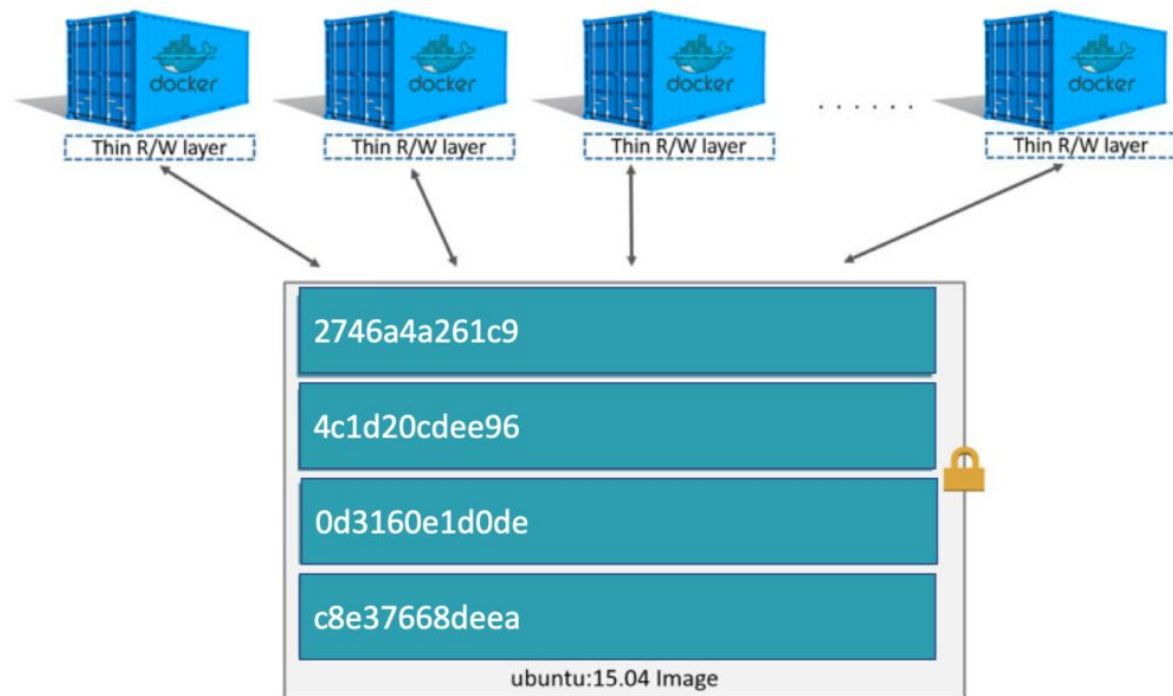 docker
docker
docker
......
docker
Thin R/W layer
Thin R/W layer
Thin R/W layer
Thin R/W layer
2746a4a261c9
4c1d20cdee96
0d3160e1d0de
c8e37668deea
ubuntu:15.04 Image